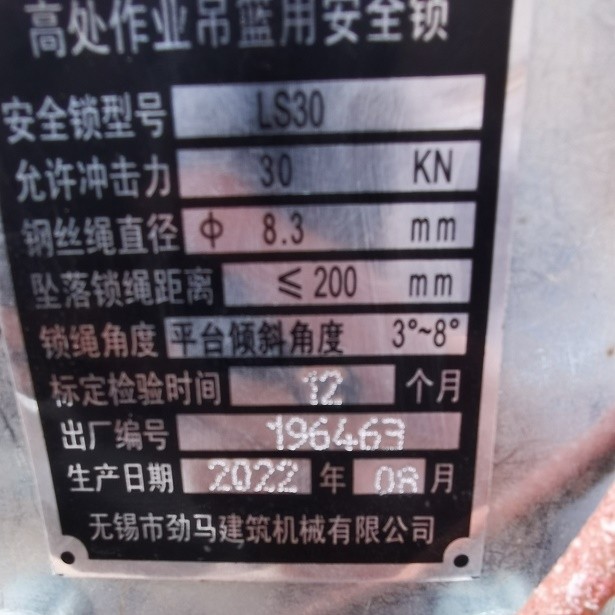 高处作业吊篮用安全锁
安全锁型号 LS30
允许冲击力 30 KN
钢丝绳直径 φ 8.3 mm
坠落锁绳距离 ≤200 mm
锁绳角度 平台倾斜角度 3°~8°
标定检验时间 12 个月
出厂编号 196463
生产日期 2022 年 08 月
无锡市劲马建筑机械有限公司